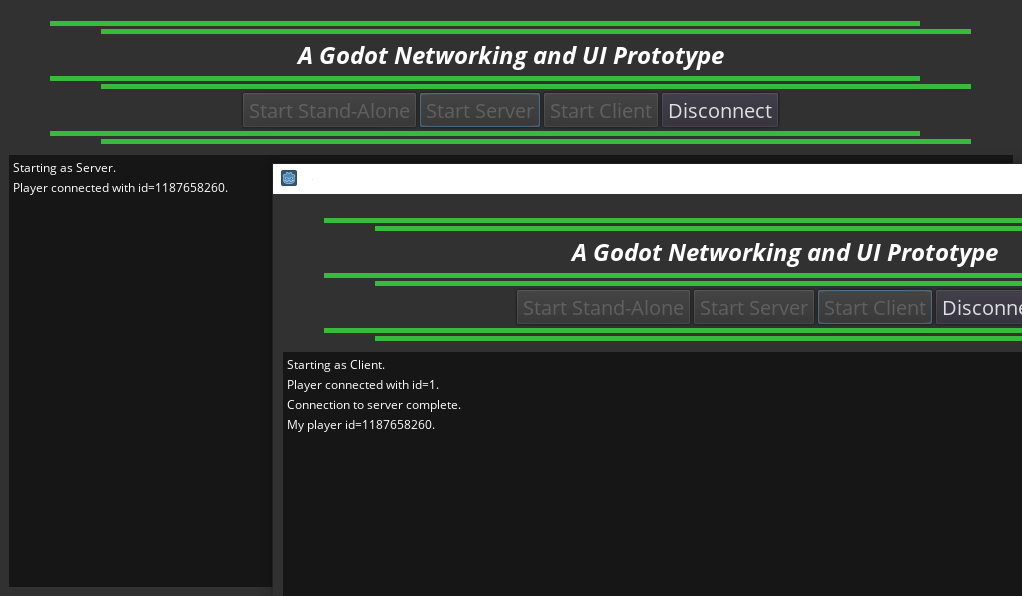 A Godot Networking and UI Prototype
Start Stand-Alone Start Server Start Client Disconnect
Starting as Server.
Player connected with id=1187658260.
A Godot Networking and UI Prototype
Start Stand-Alone Start Server Start Client Disconne
Starting as Client.
Player connected with id=1.
Connection to server complete.
My player id=1187658260.